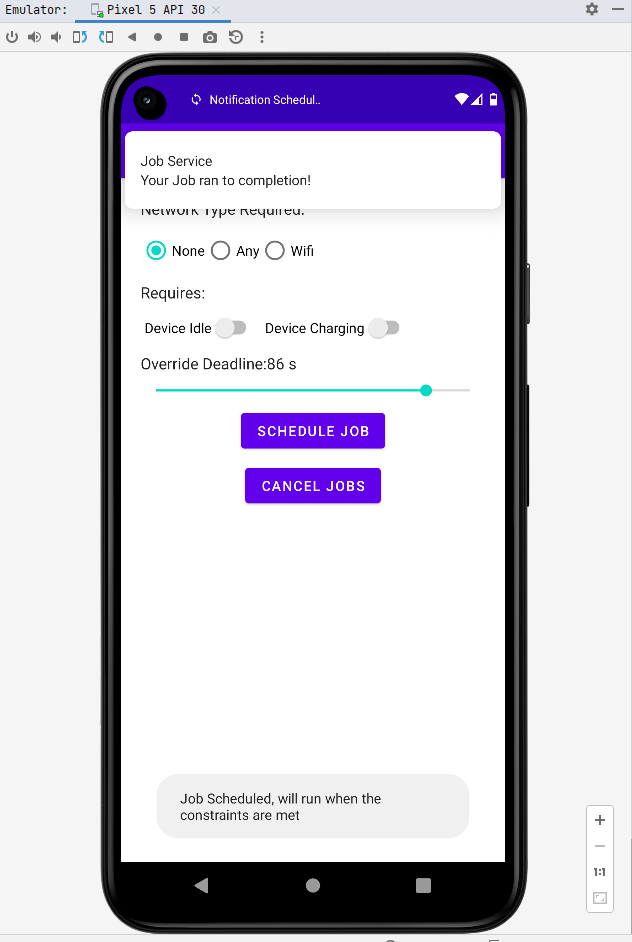 Emulator: Pixel 5 API 30
Notification Schedul..
Job Service
Your Job ran to completion!
Network Type Required:
None Any Wifi
Requires:
Device Idle Device Charging
Override Deadline:86 s
SCHEDULE JOB
CANCEL JOBS
Job Scheduled, will run when the
constraints are met
1:1